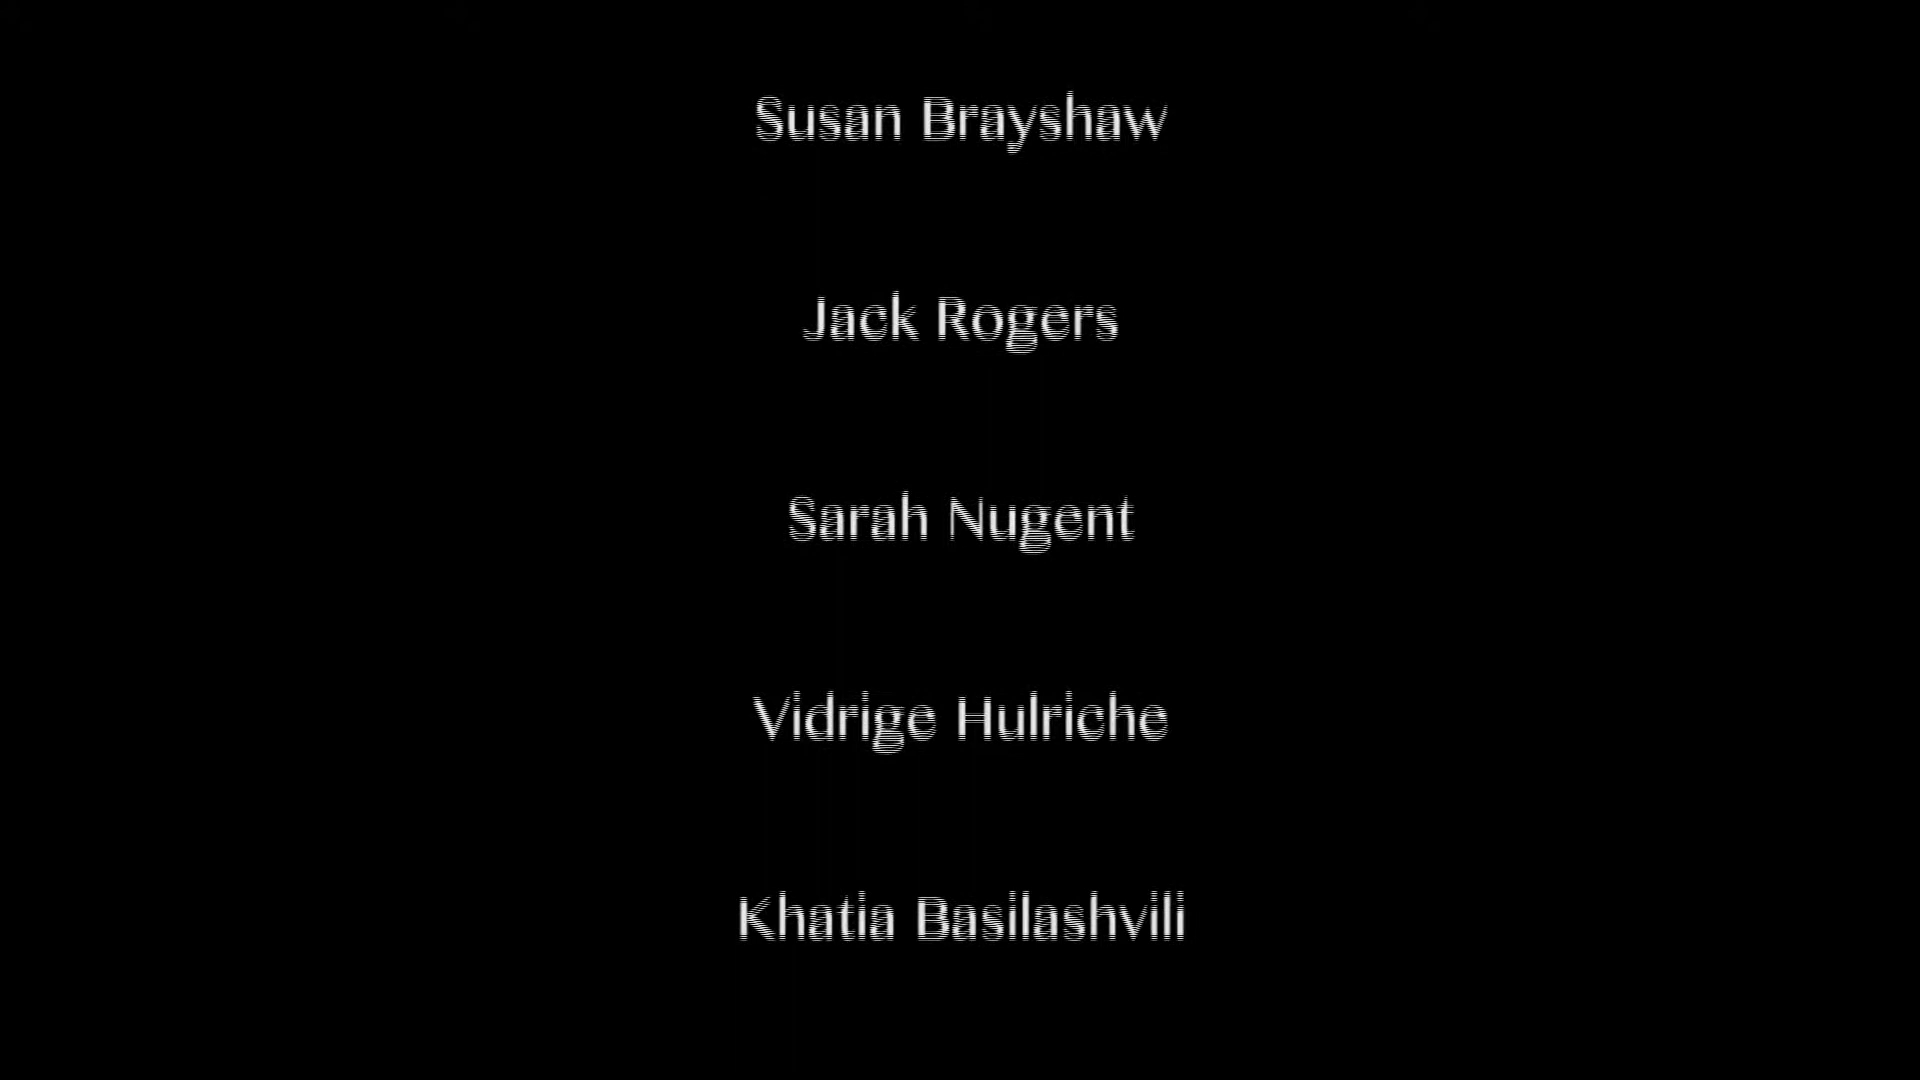 Susan Brayshaw
Jack Rogers
Sarah Nugent
Vidrige Hulriche
Khatia Basilashvili